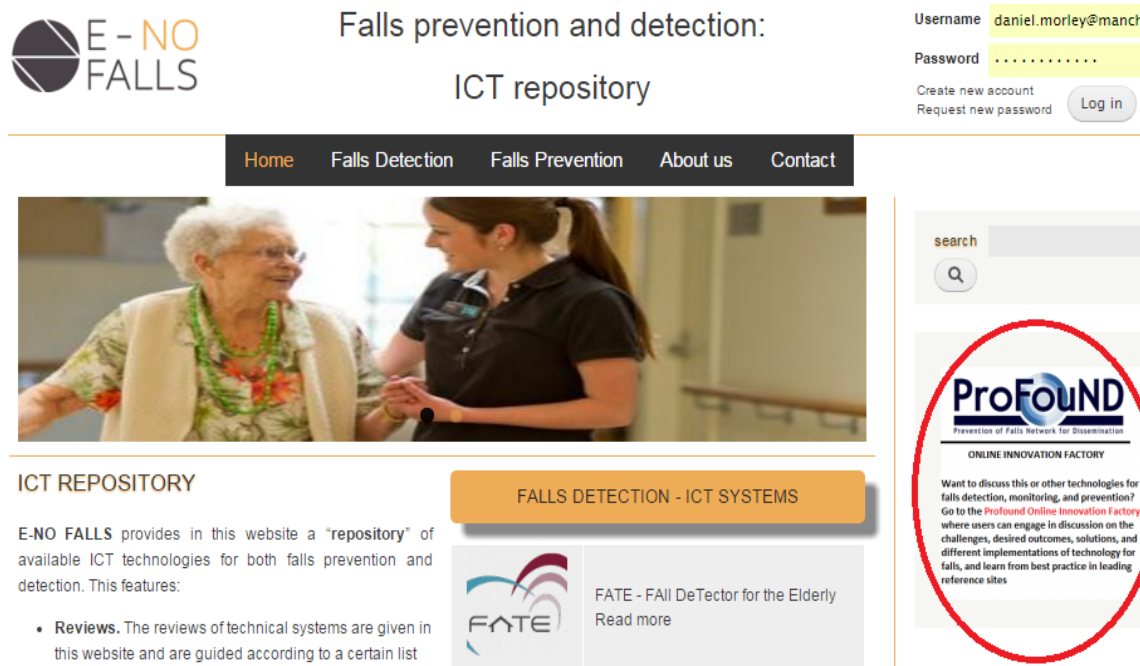 E-NO
FALLS
Falls prevention and detection:
ICT repository
Username daniel.morley@manch
Password ............
Create new account
Request new password
Log in
Home Falls Detection Falls Prevention About us Contact
search
ProFouND
Prevention of Falls Network for Dissemination
ONLINE INNOVATION FACTORY
Want to discuss this or other technologies for
falls detection, monitoring, and prevention?
Go to the Profound Online Innovation Factory
where users can engage in discussion on the
challenges, desired outcomes, solutions, and
different implementations of technology for
falls, and learn from best practice in leading
reference sites
ICT REPOSITORY
E-NO FALLS provides in this website a “repository” of
available ICT technologies for both falls prevention and
detection. This features:
• Reviews. The reviews of technical systems are given in
this website and are guided according to a certain list
FALLS DETECTION - ICT SYSTEMS
FATE
FATE - FAll DeTector for the Elderly
Read more